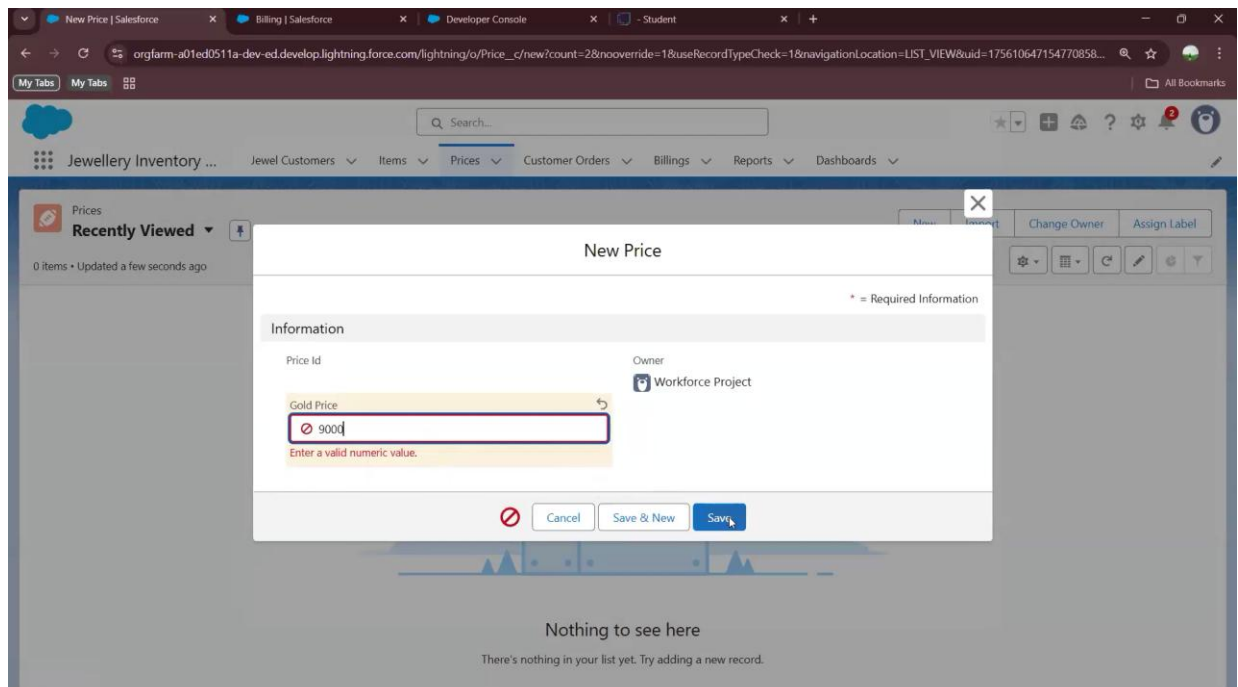 New Price | Salesforce
Billing | Salesforce
Developer Console
- Student
orgfarm-a01ed0511a-dev-ed.develop.lightning.force.com/lightning/o/Price__c/new?count=2&nooverride=1&useRecordTypeCheck=1&navigationLocation=LIST_VIEW&uid=175610647154770858...
My Tabs
My Tabs
All Bookmarks
Search...
2
Jewellery Inventory ...
Jewel Customers
Items
Prices
Customer Orders
Billings
Reports
Dashboards
Prices
Recently Viewed
New
Import
Change Owner
Assign Label
0 items • Updated a few seconds ago
New Price
* = Required Information
Information
Price Id
Owner
Workforce Project
Gold Price
9000
Enter a valid numeric value.
Cancel
Save & New
Save
Nothing to see here
There's nothing in your list yet. Try adding a new record.